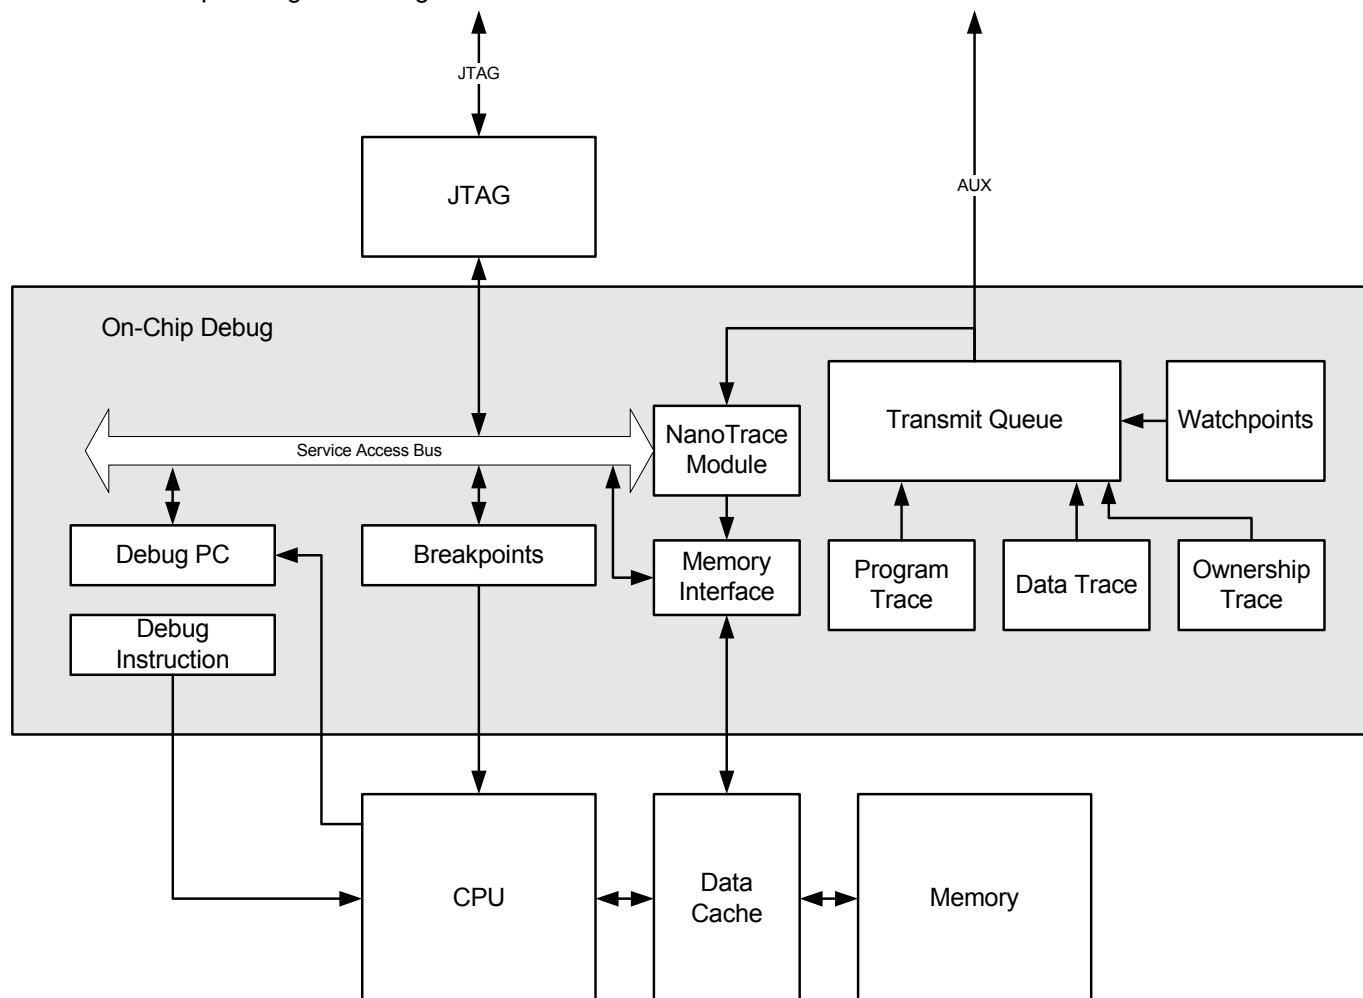 JTAG
JTAG
AUX
On-Chip Debug
Transmit Queue
Watchpoints
NanoTrace
Module
Service Access Bus
Debug PC
Breakpoints
Memory
Interface
Program
Trace
Data Trace
Ownership
Trace
Debug
Instruction
CPU
Data
Cache
Memory